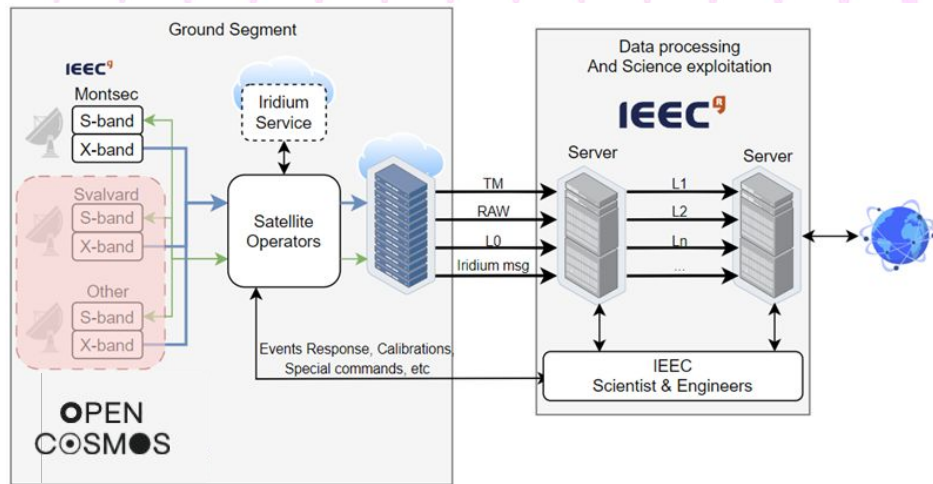 Ground Segment
IEEC
Montsec
S-band
X-band
Svalvard
S-band
X-band
Other
S-band
X-band
Iridium
Service
Satellite
Operators
Events Response, Calibrations,
Special commands, etc
OPEN
COSMOS
TM
RAW
L0
Iridium msg
Data processing
And Science exploitation
IEEC
Server
Server
L1
L2
Ln
...
IEEC
Scientist & Engineers